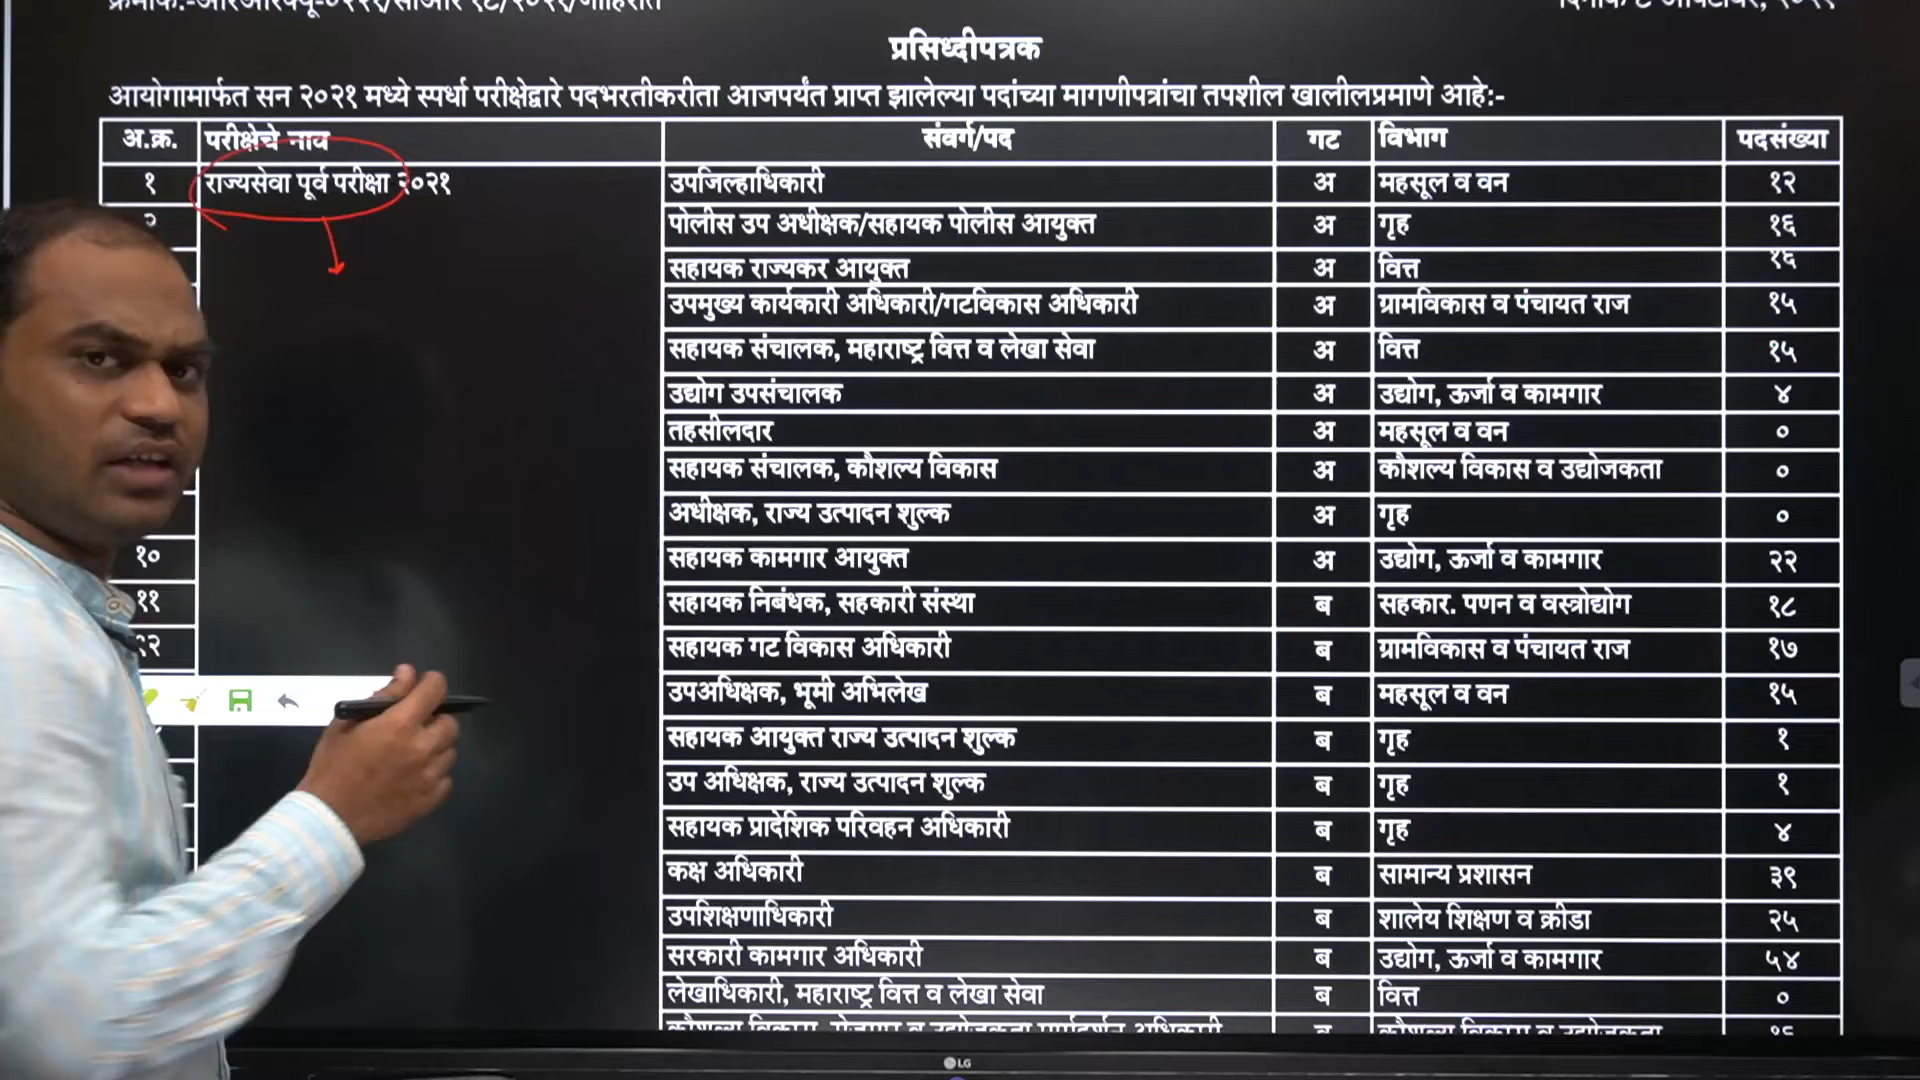 प्रसिध्दीपत्रक
आयोगामार्फत सन २०२१ मध्ये स्पर्धा परीक्षेद्वारे पदभरतीकरीता आजपर्यंत प्राप्त झालेल्या पदांच्या मागणीपत्रांचा तपशील खालीलप्रमाणे आहे:-
अ.क्र. परीक्षेचे नाव संवर्ग/पद गट विभाग पदसंख्या
१ राज्यसेवा पूर्व परीक्षा २०२१ उपजिल्हाधिकारी अ महसूल व वन १२
२ पोलीस उप अधीक्षक/सहायक पोलीस आयुक्त अ गृह १६
सहायक राज्यकर आयुक्त अ वित्त १६
उपमुख्य कार्यकारी अधिकारी/गटविकास अधिकारी अ ग्रामविकास व पंचायत राज १५
सहायक संचालक, महाराष्ट्र वित्त व लेखा सेवा अ वित्त १५
उद्योग उपसंचालक अ उद्योग, ऊर्जा व कामगार ४
तहसीलदार अ महसूल व वन ०
सहायक संचालक, कौशल्य विकास अ कौशल्य विकास व उद्योजकता ०
अधीक्षक, राज्य उत्पादन शुल्क अ गृह ०
१० सहायक कामगार आयुक्त अ उद्योग, ऊर्जा व कामगार २२
११ सहायक निबंधक, सहकारी संस्था ब सहकार. पणन व वस्त्रोद्योग १८
१२ सहायक गट विकास अधिकारी ब ग्रामविकास व पंचायत राज १७
उपअधिक्षक, भूमी अभिलेख ब महसूल व वन १५
सहायक आयुक्त राज्य उत्पादन शुल्क ब गृह १
उप अधिक्षक, राज्य उत्पादन शुल्क ब गृह १
सहायक प्रादेशिक परिवहन अधिकारी ब गृह ४
कक्ष अधिकारी ब सामान्य प्रशासन ३९
उपशिक्षणाधिकारी ब शालेय शिक्षण व क्रीडा २५
सरकारी कामगार अधिकारी ब उद्योग, ऊर्जा व कामगार ५४
लेखाधिकारी, महाराष्ट्र वित्त व लेखा सेवा ब वित्त ०
LG